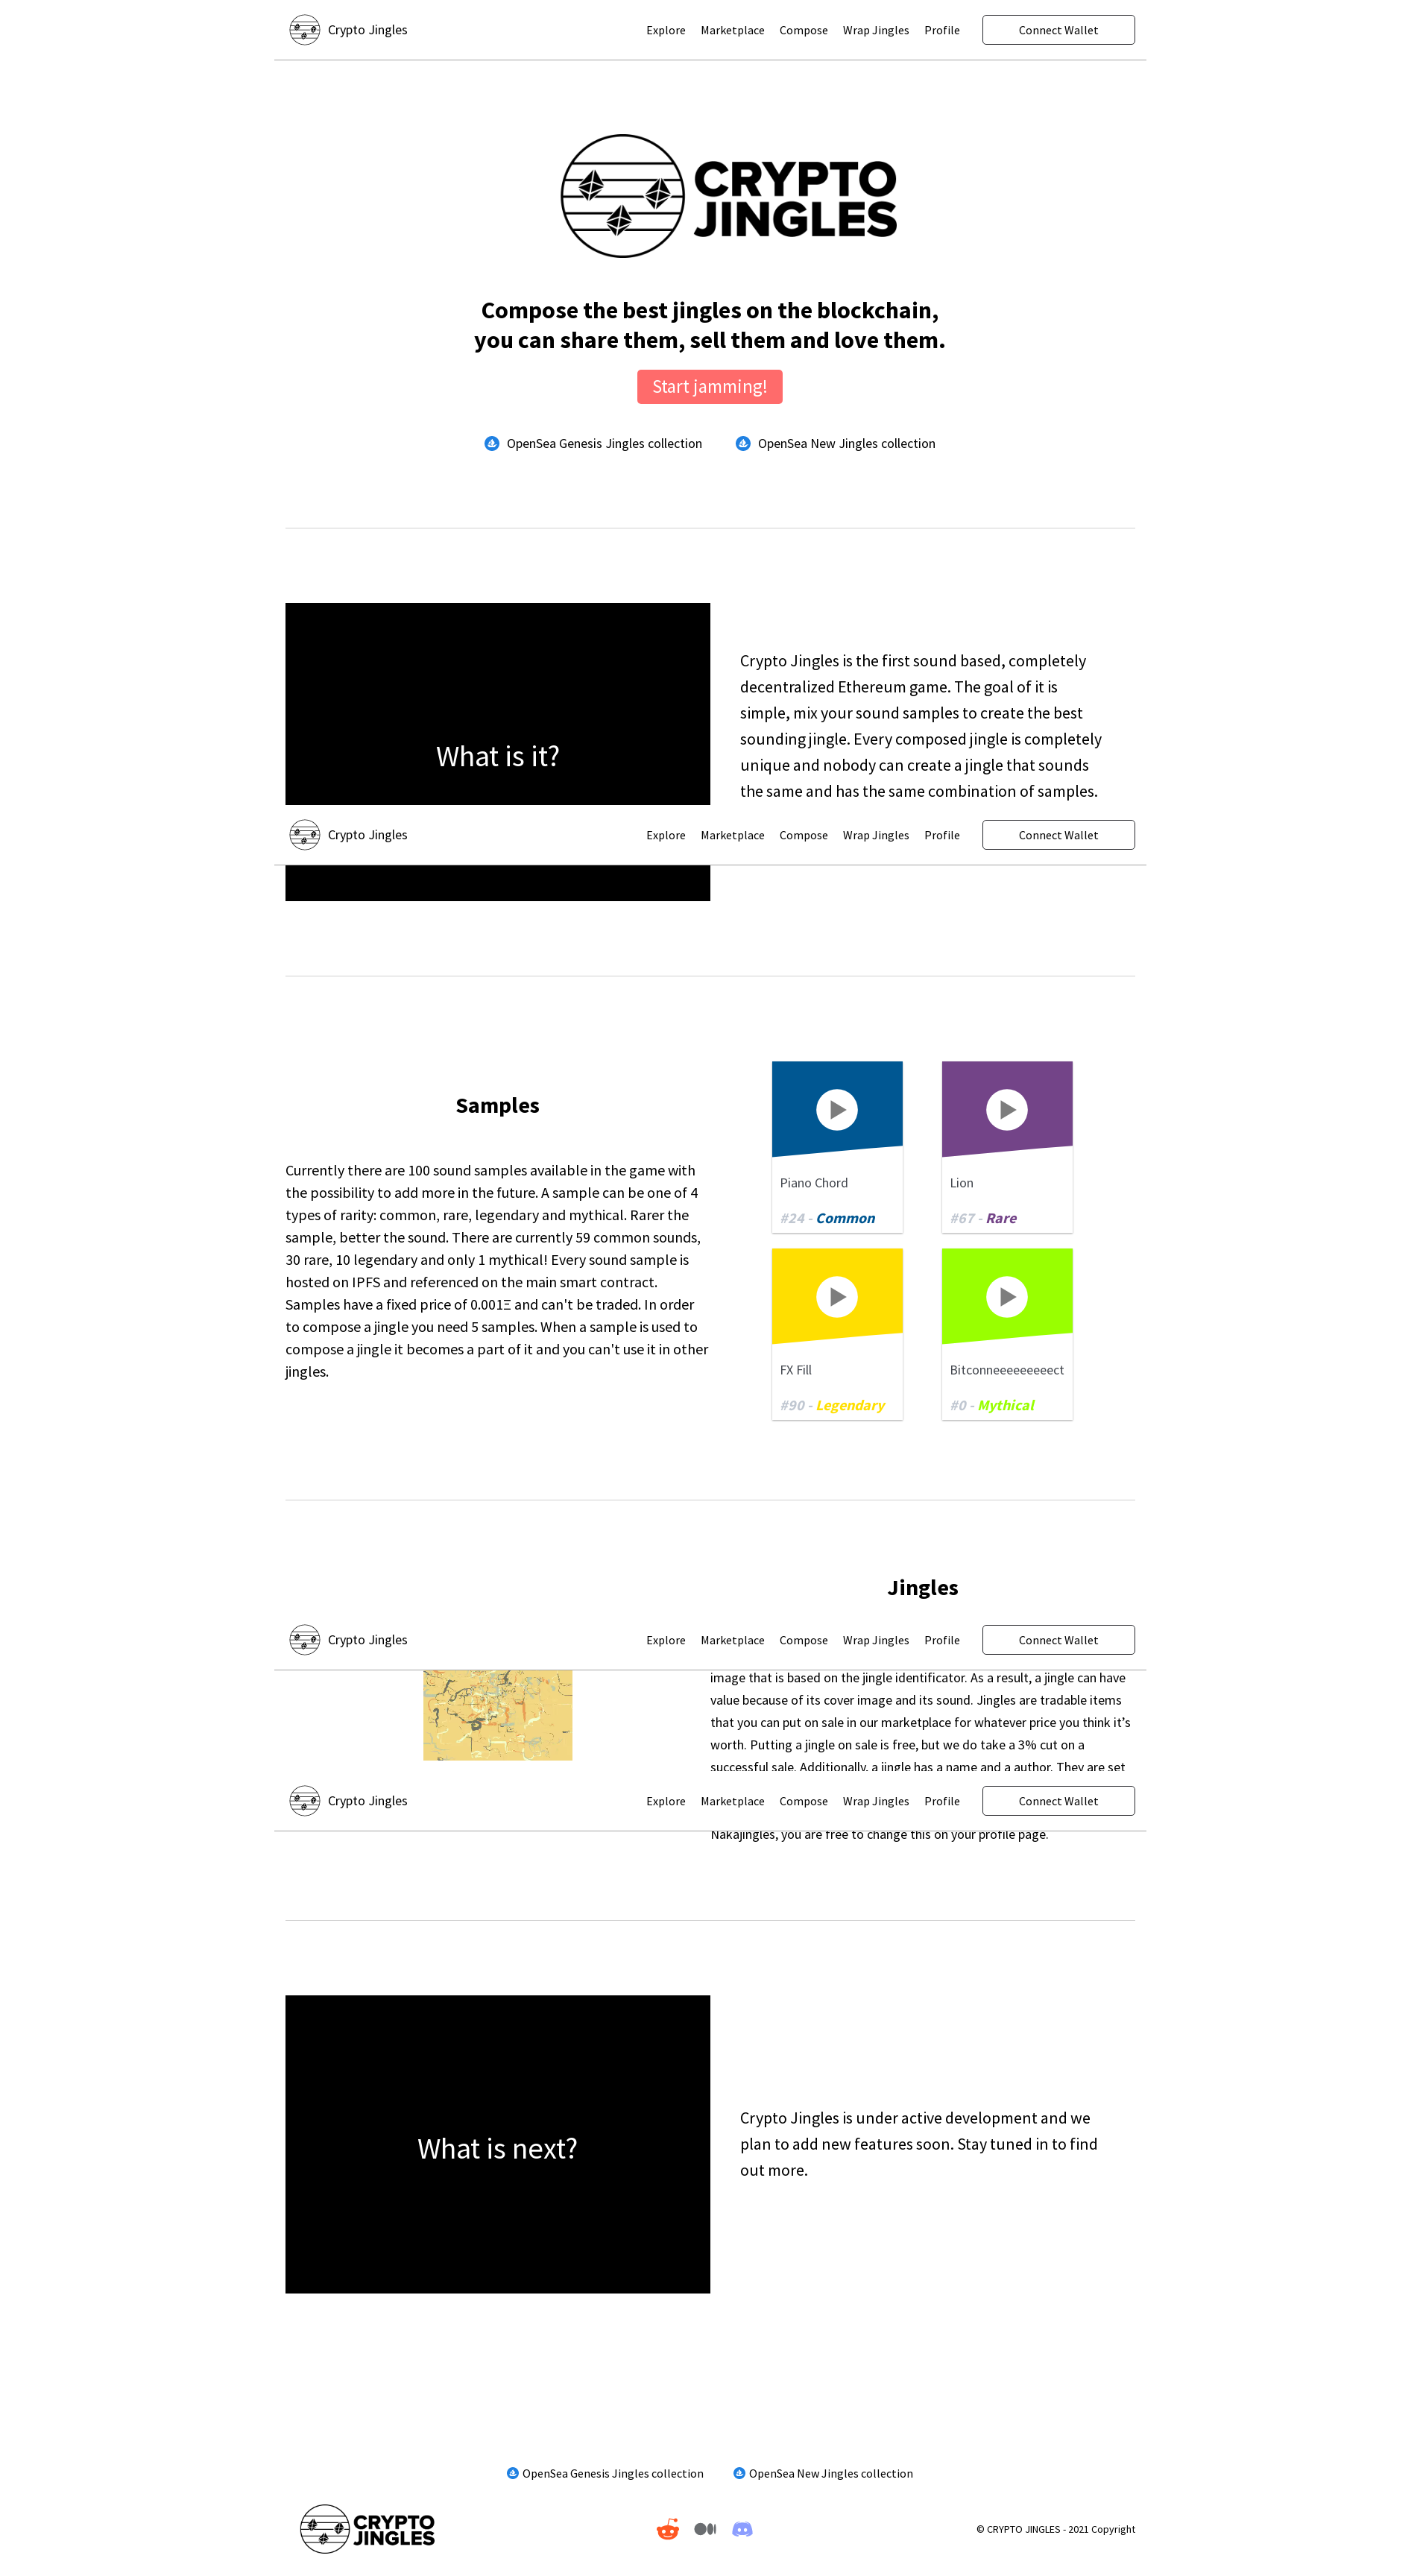 Crypto Jingles
Explore Marketplace Compose Wrap Jingles Profile Connect Wallet
CRYPTO
JINGLES
Compose the best jingles on the blockchain,
you can share them, sell them and love them.
Start jamming!
OpenSea Genesis Jingles collection OpenSea New Jingles collection
What is it?
Crypto Jingles is the first sound based, completely
decentralized Ethereum game. The goal of it is
simple, mix your sound samples to create the best
sounding jingle. Every composed jingle is completely
unique and nobody can create a jingle that sounds
the same and has the same combination of samples.
Crypto Jingles
Explore Marketplace Compose Wrap Jingles Profile Connect Wallet
Samples
Currently there are 100 sound samples available in the game with
the possibility to add more in the future. A sample can be one of 4
types of rarity: common, rare, legendary and mythical. Rarer the
sample, better the sound. There are currently 59 common sounds,
30 rare, 10 legendary and only 1 mythical! Every sound sample is
hosted on IPFS and referenced on the main smart contract.
Samples have a fixed price of 0.001Ξ and can't be traded. In order
to compose a jingle you need 5 samples. When a sample is used to
compose a jingle it becomes a part of it and you can't use it in other
jingles.
Piano Chord
#24 - Common
Lion
#67 - Rare
FX Fill
#90 - Legendary
Bitconneeeeeeeeect
#0 - Mythical
Jingles
Crypto Jingles
Explore Marketplace Compose Wrap Jingles Profile Connect Wallet
image that is based on the jingle identificator. As a result, a jingle can have
value because of its cover image and its sound. Jingles are tradable items
that you can put on sale in our marketplace for whatever price you think it’s
worth. Putting a jingle on sale is free, but we do take a 3% cut on a
successful sale. Additionally, a jingle has a name and a author. They are set
Crypto Jingles
Explore Marketplace Compose Wrap Jingles Profile Connect Wallet
Nakajingles, you are free to change this on your profile page.
What is next?
Crypto Jingles is under active development and we
plan to add new features soon. Stay tuned in to find
out more.
OpenSea Genesis Jingles collection OpenSea New Jingles collection
CRYPTO
JINGLES
© CRYPTO JINGLES - 2021 Copyright